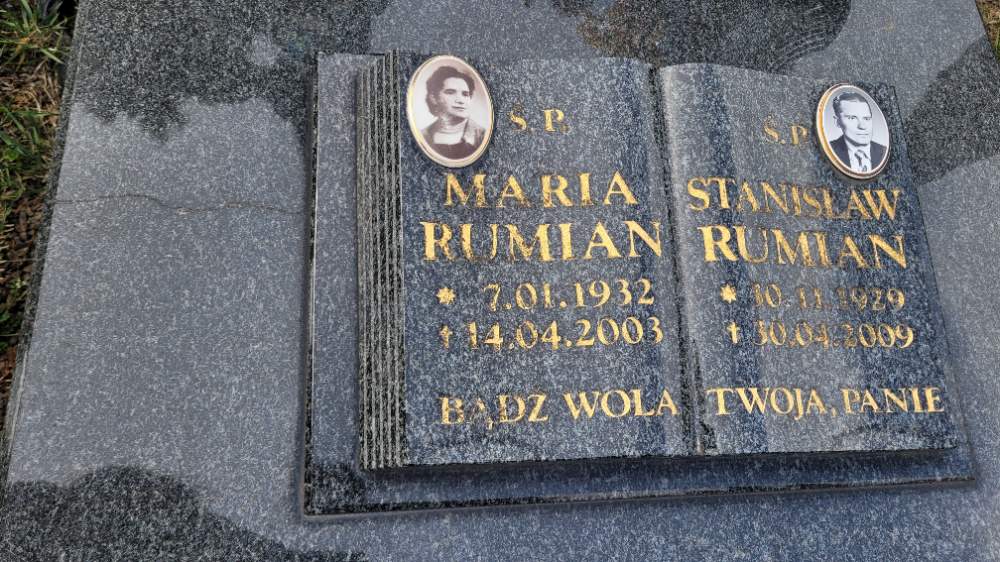 Ś.P.
MARIA
RUMIAN
* 7.01.1932
† 14.04.2003
Ś.P.
STANISŁAW
RUMIAN
* 30.11.1929
† 30.04.2009
BĄDŹ WOLA TWOJA, PANIE